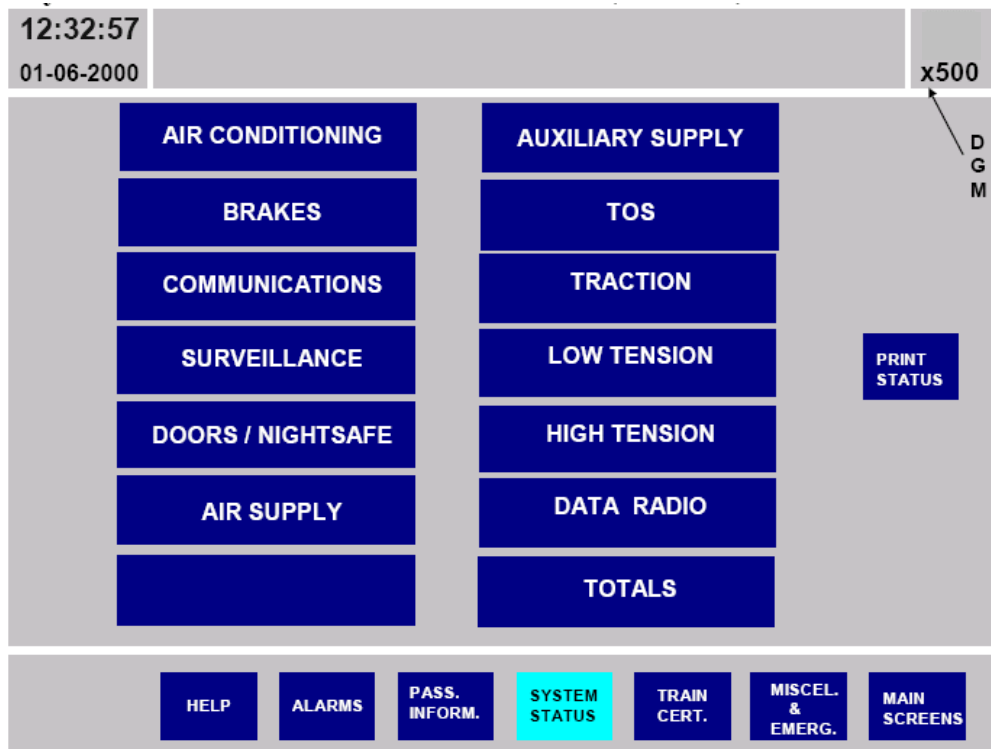 12:32:57
01-06-2000
x500
D
G
M
AIR CONDITIONING
AUXILIARY SUPPLY
BRAKES
TOS
COMMUNICATIONS
TRACTION
SURVEILLANCE
LOW TENSION
PRINT
STATUS
DOORS / NIGHTSAFE
HIGH TENSION
AIR SUPPLY
DATA RADIO
TOTALS
HELP
ALARMS
PASS.
INFORM.
SYSTEM
STATUS
TRAIN
CERT.
MISCEL.
&
EMERG.
MAIN
SCREENS